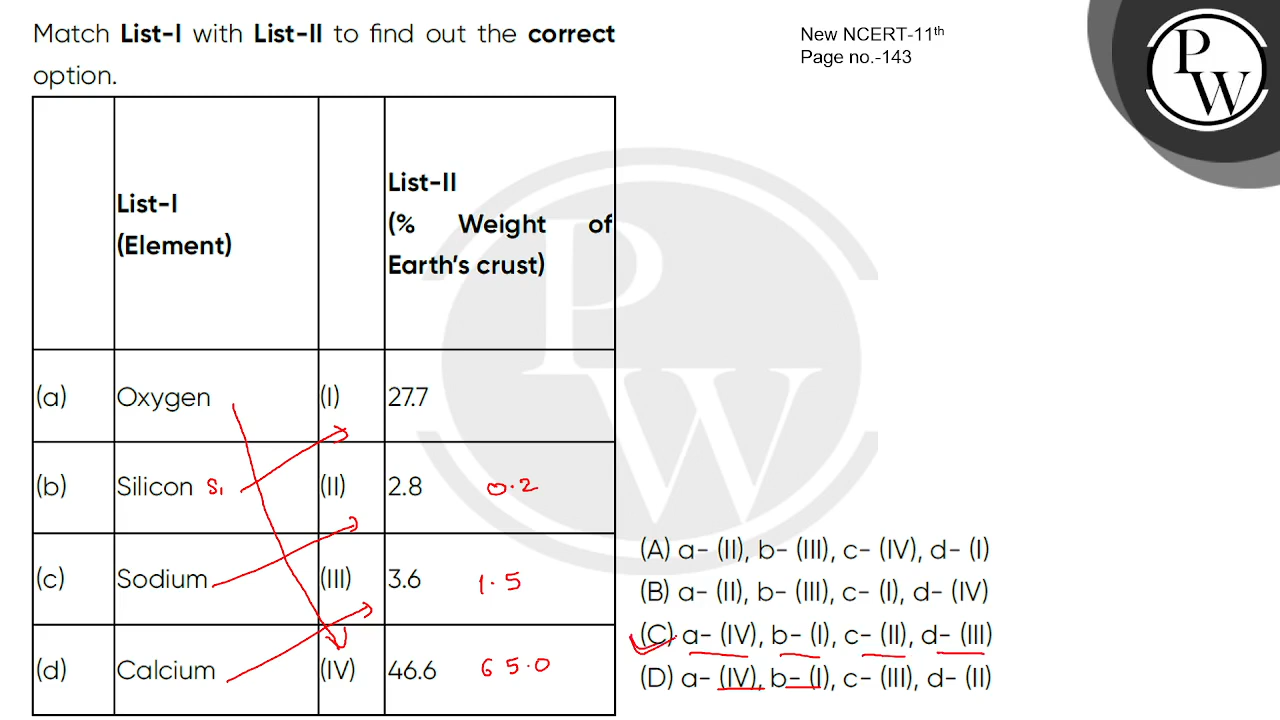 Match List-I with List-II to find out the correct
option.
New NCERT-11th
Page no.-143
PW
List-I
(Element)
List-II
(% Weight of
Earth's crust)
(a) Oxygen (I) 27.7
(b) Silicon Si (II) 2.8 0.2
(c) Sodium (III) 3.6 1.5
(d) Calcium (IV) 46.6 65.0
(A) a- (II), b- (III), c- (IV), d- (I)
(B) a- (II), b- (III), c- (I), d- (IV)
(C) a- (IV), b- (I), c- (II), d- (III)
(D) a- (IV), b- (I), c- (III), d- (II)
PW